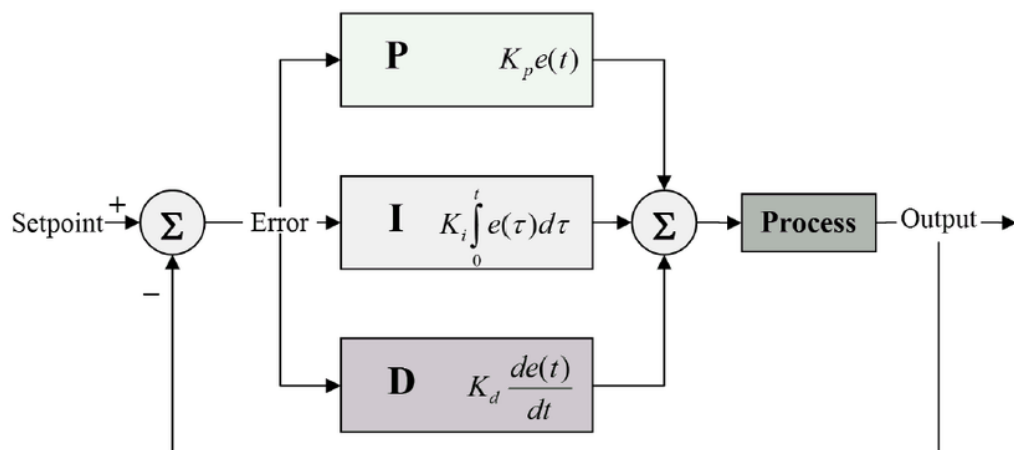 P K_p e(t)
Setpoint + Σ Error I K_i ∫_0^t e(τ)dτ Σ Process Output
−
D K_d de(t)/dt